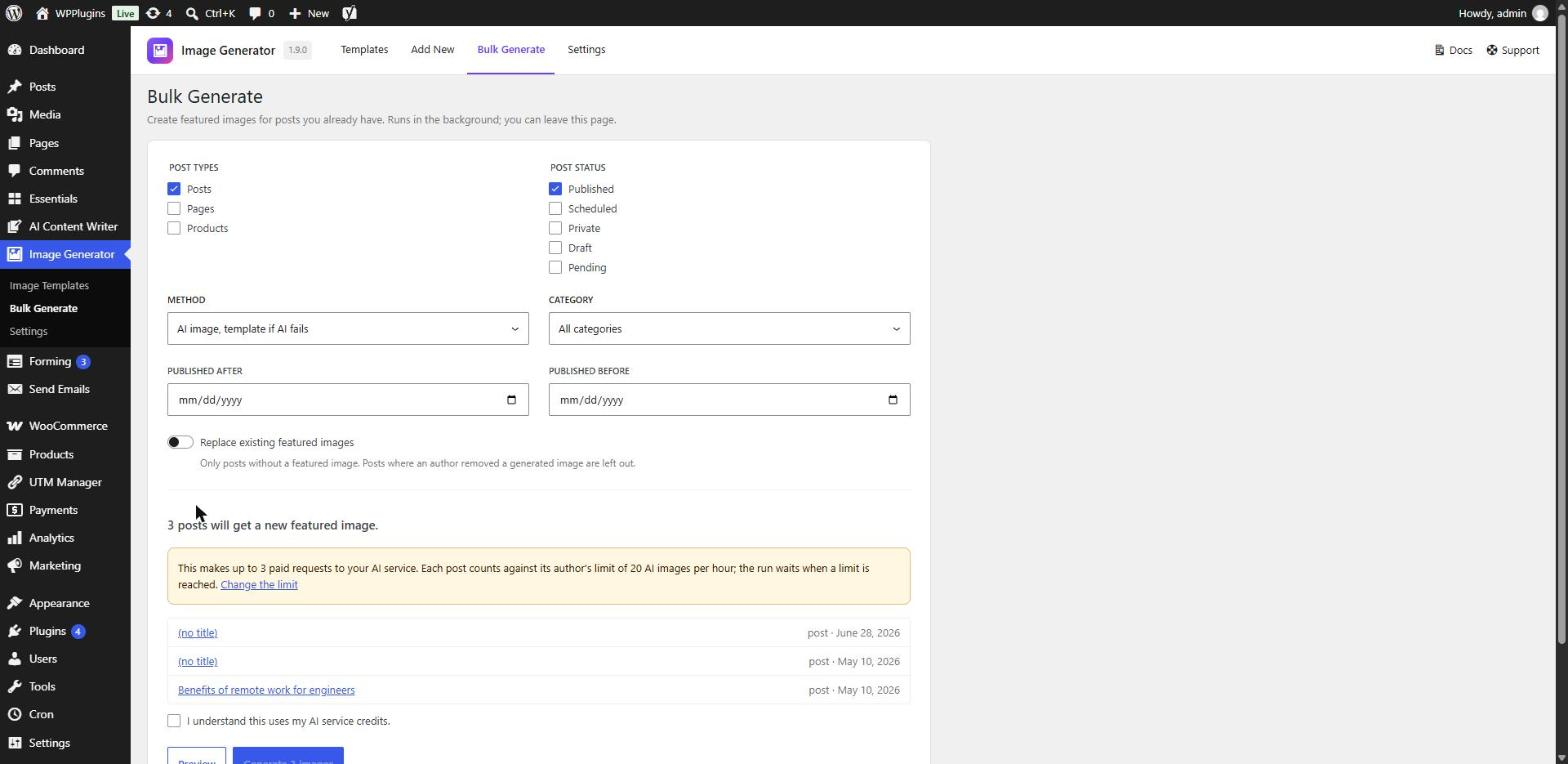 WPPlugins Live 4 Ctrl+K 0 New Howdy, admin
Dashboard
Posts
Media
Pages
Comments
Essentials
AI Content Writer
Image Generator
Image Templates
Bulk Generate
Settings
Forming 3
Send Emails
WooCommerce
Products
UTM Manager
Payments
Analytics
Marketing
Appearance
Plugins 4
Users
Tools
Cron
Settings
Image Generator 1.9.0 Templates Add New Bulk Generate Settings Docs Support
Bulk Generate
Create featured images for posts you already have. Runs in the background; you can leave this page.
POST TYPES
Posts
Pages
Products
POST STATUS
Published
Scheduled
Private
Draft
Pending
METHOD
AI image, template if AI fails
CATEGORY
All categories
PUBLISHED AFTER
mm/dd/yyyy
PUBLISHED BEFORE
mm/dd/yyyy
Replace existing featured images
Only posts without a featured image. Posts where an author removed a generated image are left out.
3 posts will get a new featured image.
This makes up to 3 paid requests to your AI service. Each post counts against its author's limit of 20 AI images per hour; the run waits when a limit is
reached. Change the limit
(no title) post · June 28, 2026
(no title) post · May 10, 2026
Benefits of remote work for engineers post · May 10, 2026
I understand this uses my AI service credits.
Preview Generate 3 images